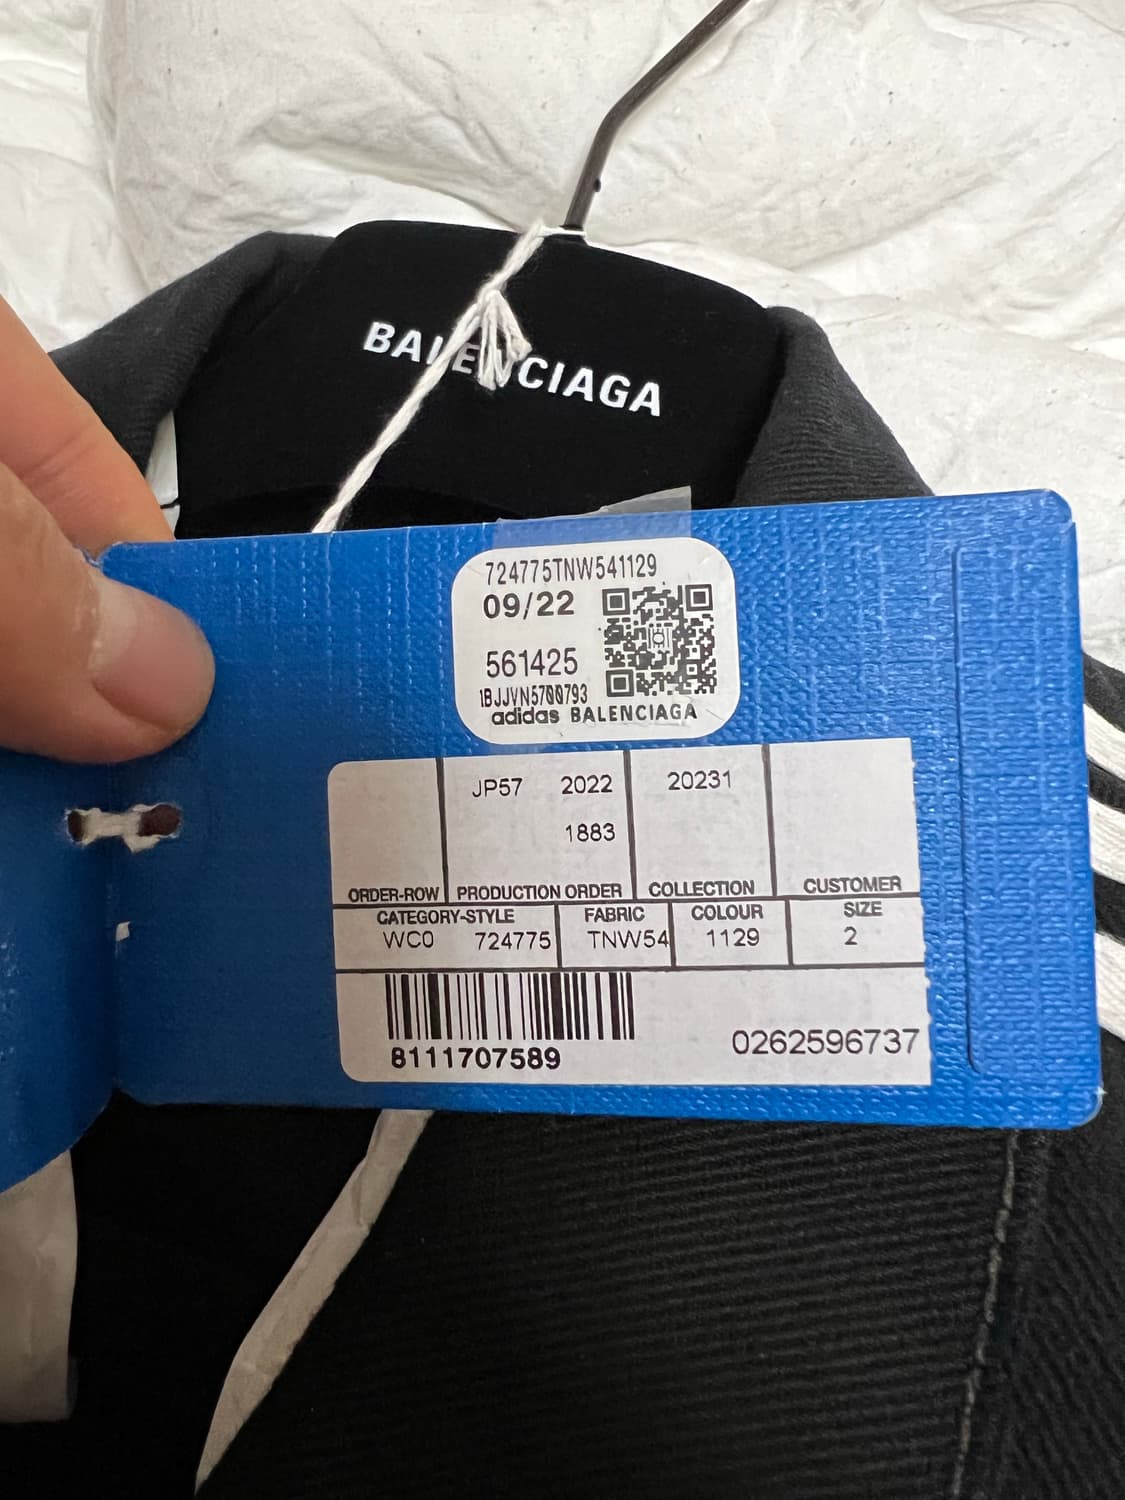 BALENCIAGA
724775TNW541129
09/22
561425
1BJJVN5700793
adidas BALENCIAGA
JP57 2022 20231
1883
ORDER-ROW PRODUCTION ORDER COLLECTION CUSTOMER
CATEGORY-STYLE FABRIC COLOUR SIZE
WC0 724775 TNW54 1129 2
8111707589 0262596737